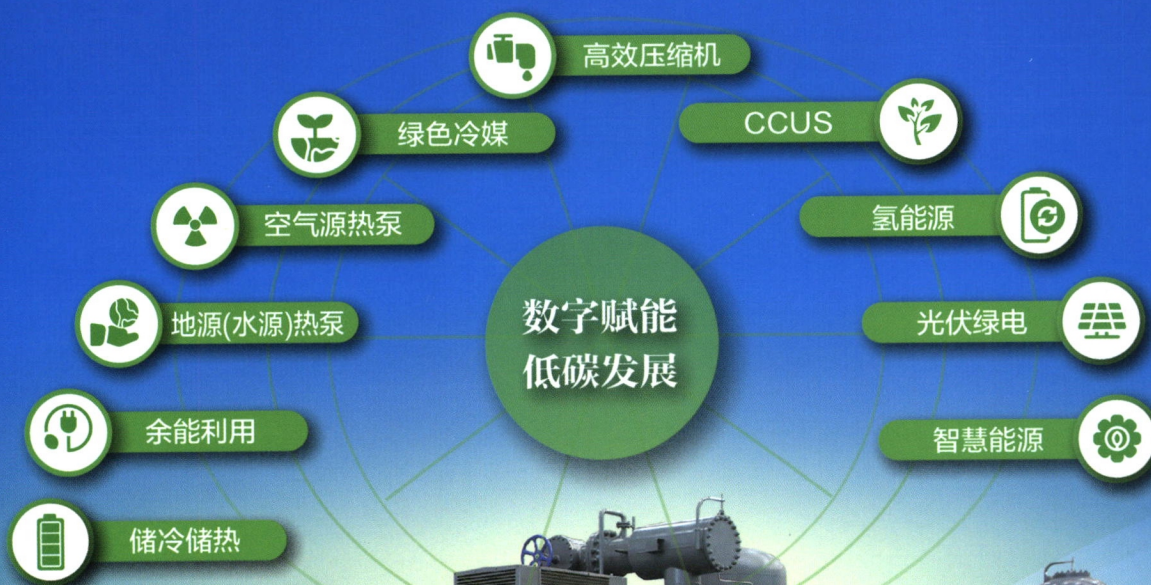 高效压缩机
绿色冷媒
CCUS
空气源热泵
氢能源
地源(水源)热泵
数字赋能
低碳发展
光伏绿电
余能利用
智慧能源
储冷储热